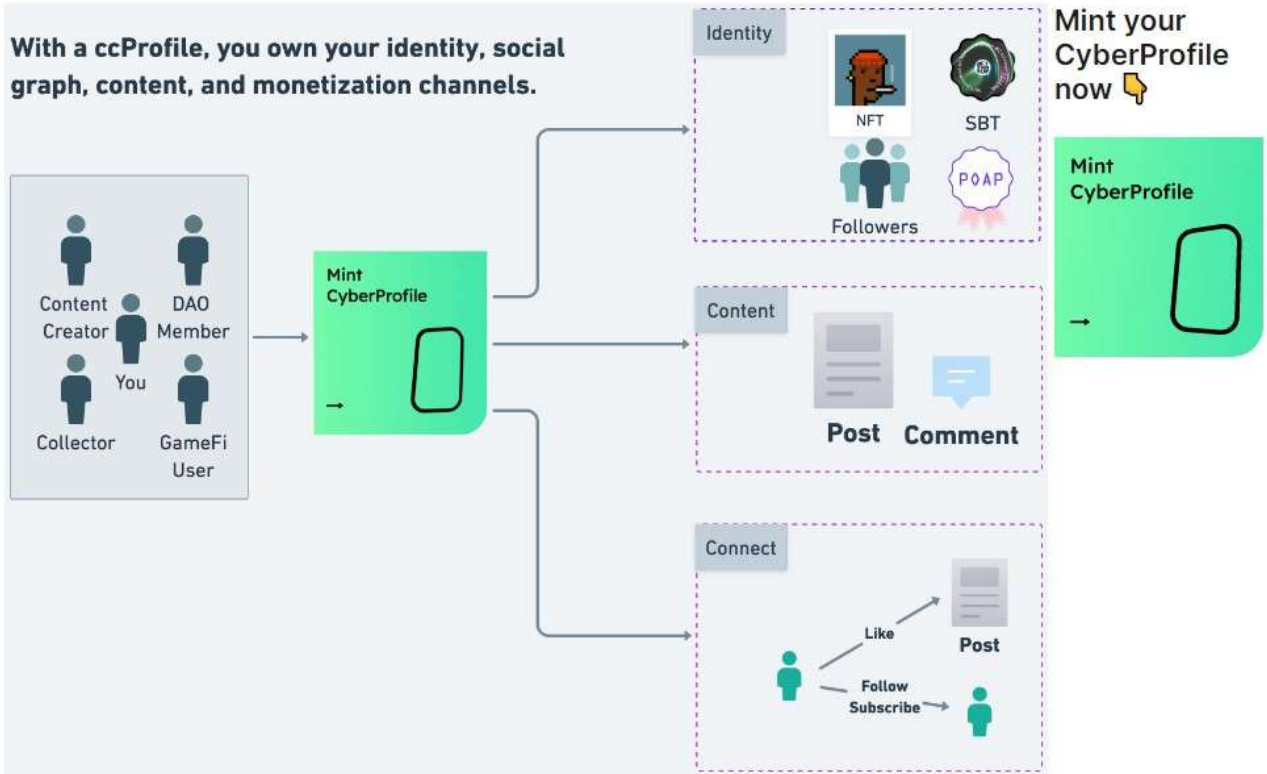 With a ccProfile, you own your identity, social
graph, content, and monetization channels.
Content
Creator
DAO
Member
You
Collector
GameFi
User
Mint
CyberProfile
Identity
NFT
SBT
Followers
POAP
Content
Post
Comment
Connect
Like
Post
Follow
Subscribe
Mint your
CyberProfile
now 👇
Mint
CyberProfile